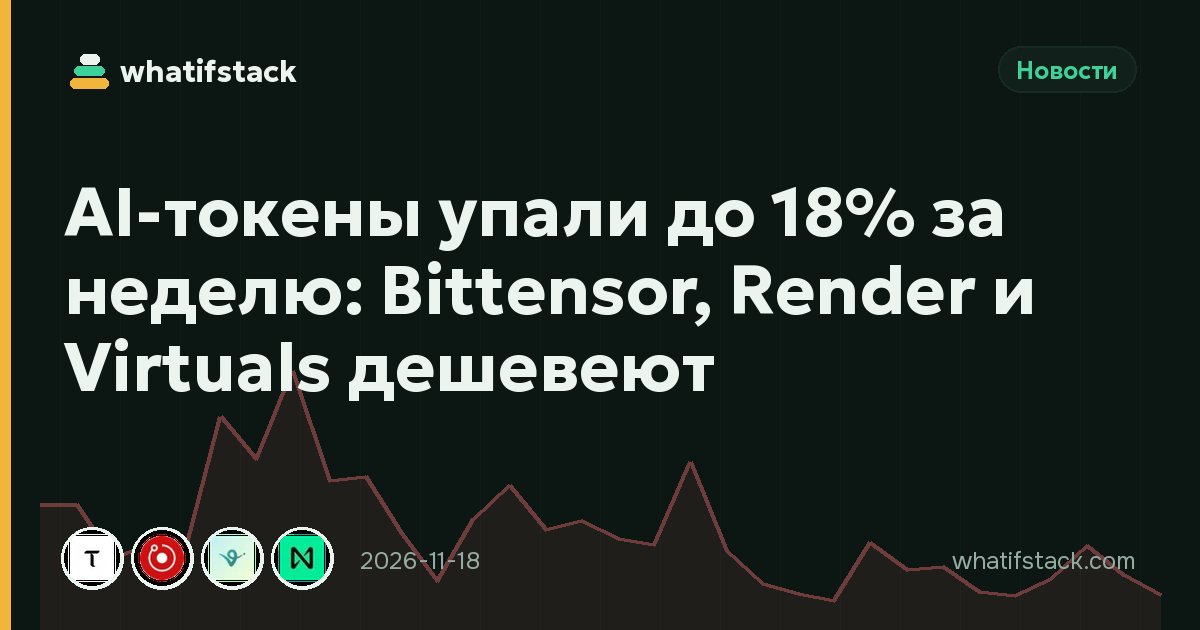 whatifstack
Новости
AI-токены упали до 18% за
неделю: Bittensor, Render и
Virtuals дешевеют
τ
2026-11-18
whatifstack.com